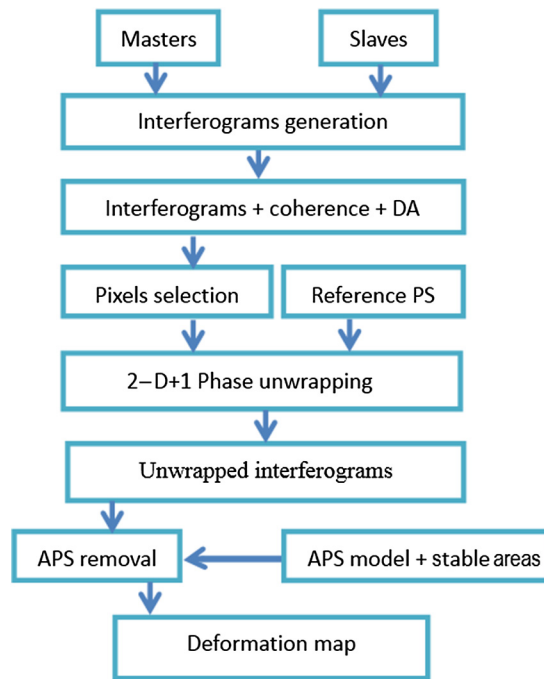 Masters
Slaves
Interferograms generation
Interferograms + coherence + DA
Pixels selection
Reference PS
2–D+1 Phase unwrapping
Unwrapped interferograms
APS removal
APS model + stable areas
Deformation map